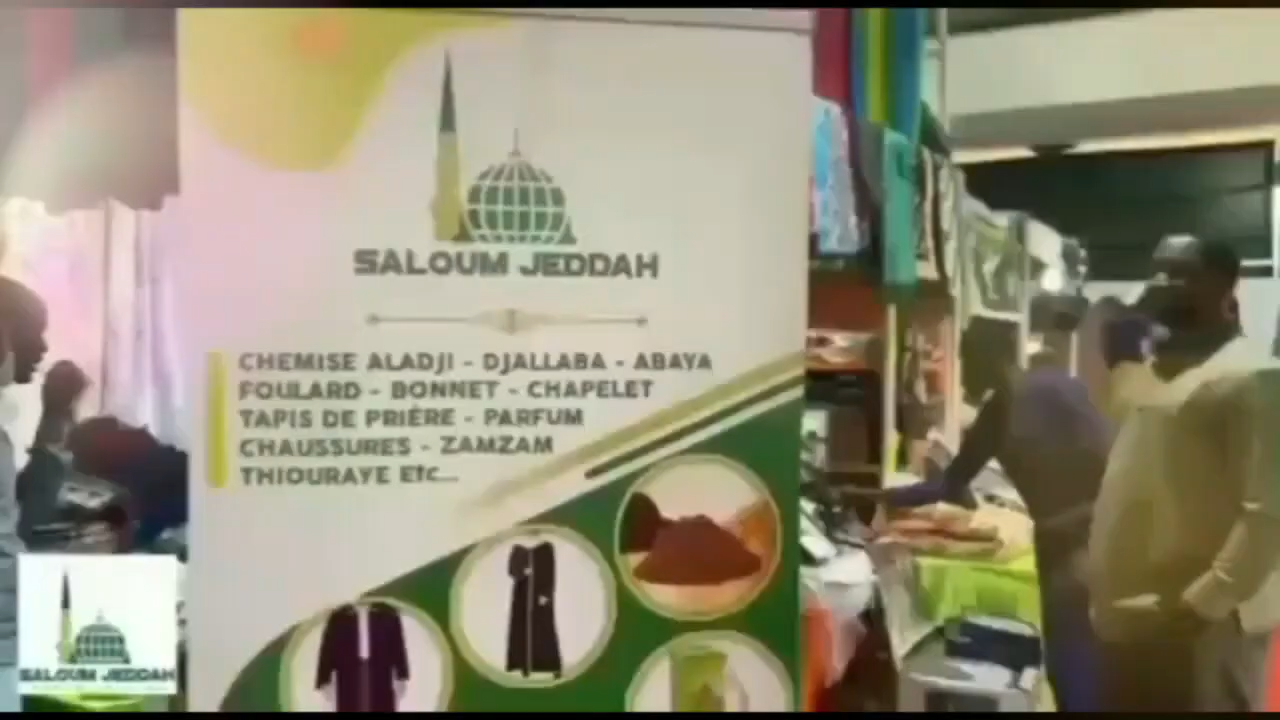 SALOUM JEDDAH
CHEMISE ALADJI - DJALLABA - ABAYA
FOULARD - BONNET - CHAPELET
TAPIS DE PRIÈRE - PARFUM
CHAUSSURES - ZAMZAM
THIOURAYE Etc...
SALOUM JEDDAH